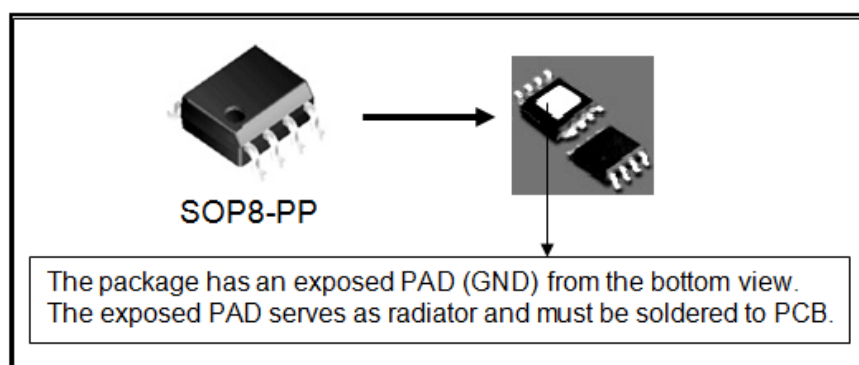 SOP8-PP
The package has an exposed PAD (GND) from the bottom view.
The exposed PAD serves as radiator and must be soldered to PCB.